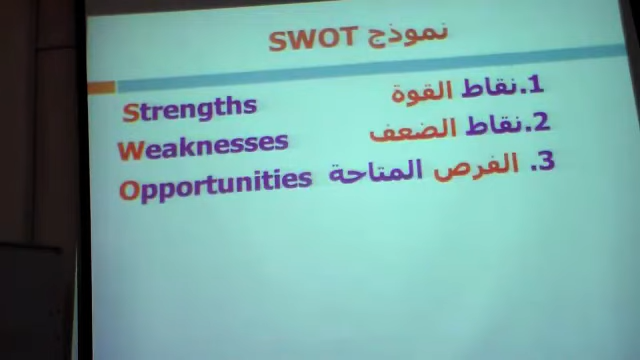 نموذج SWOT
1.نقاط القوة Strengths
2.نقاط الضعف Weaknesses
3. الفرص المتاحة Opportunities